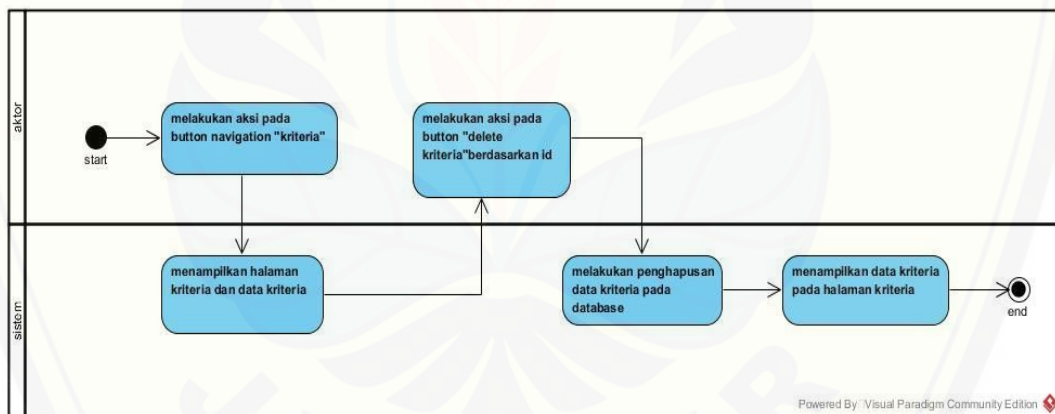 aktor
start
melakukan aksi pada
button navigation "kriteria"
melakukan aksi pada
button "delete
kriteria"berdasarkan id
sistem
menampilkan halaman
kriteria dan data kriteria
melakukan penghapusan
data kriteria pada
database
menampilkan data kriteria
pada halaman kriteria
end
Powered By Visual Paradigm Community Edition